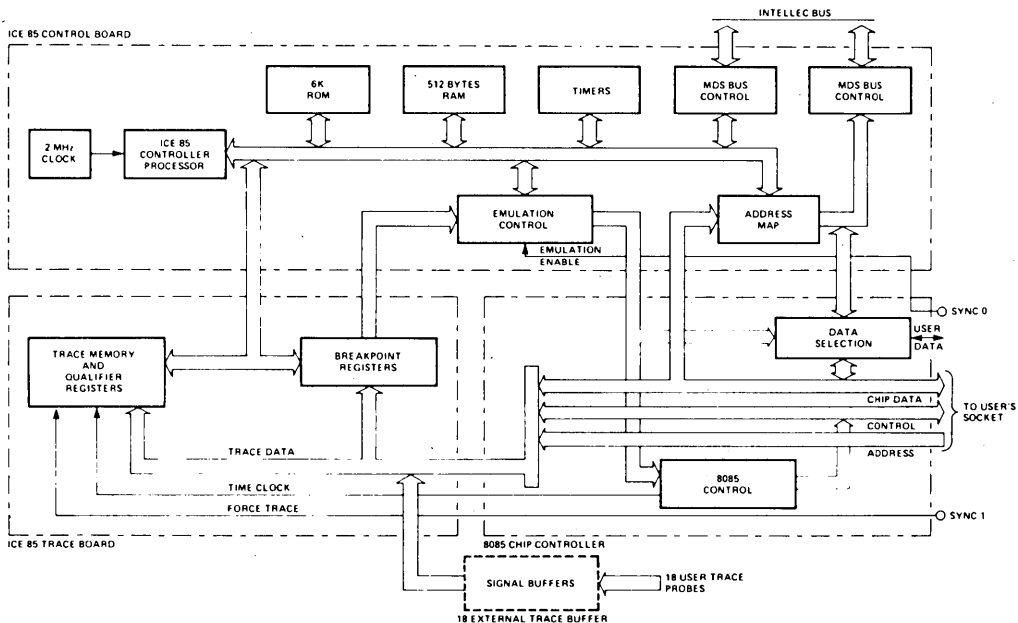 INTELLEC BUS
ICE 85 CONTROL BOARD
6K
ROM
512 BYTES
RAM
TIMERS
MDS BUS
CONTROL
MDS BUS
CONTROL
2 MHz
CLOCK
ICE 85
CONTROLLER
PROCESSOR
EMULATION
CONTROL
ADDRESS
MAP
EMULATION
ENABLE
SYNC 0
TRACE MEMORY
AND
QUALIFIER
REGISTERS
BREAKPOINT
REGISTERS
DATA
SELECTION
USER
DATA
CHIP DATA
CONTROL
ADDRESS
TO USER'S
SOCKET
TRACE DATA
TIME CLOCK
FORCE TRACE
8085
CONTROL
SYNC 1
ICE 85 TRACE BOARD
8085 CHIP CONTROLLER
SIGNAL BUFFERS
18 USER TRACE
PROBES
18 EXTERNAL TRACE BUFFER